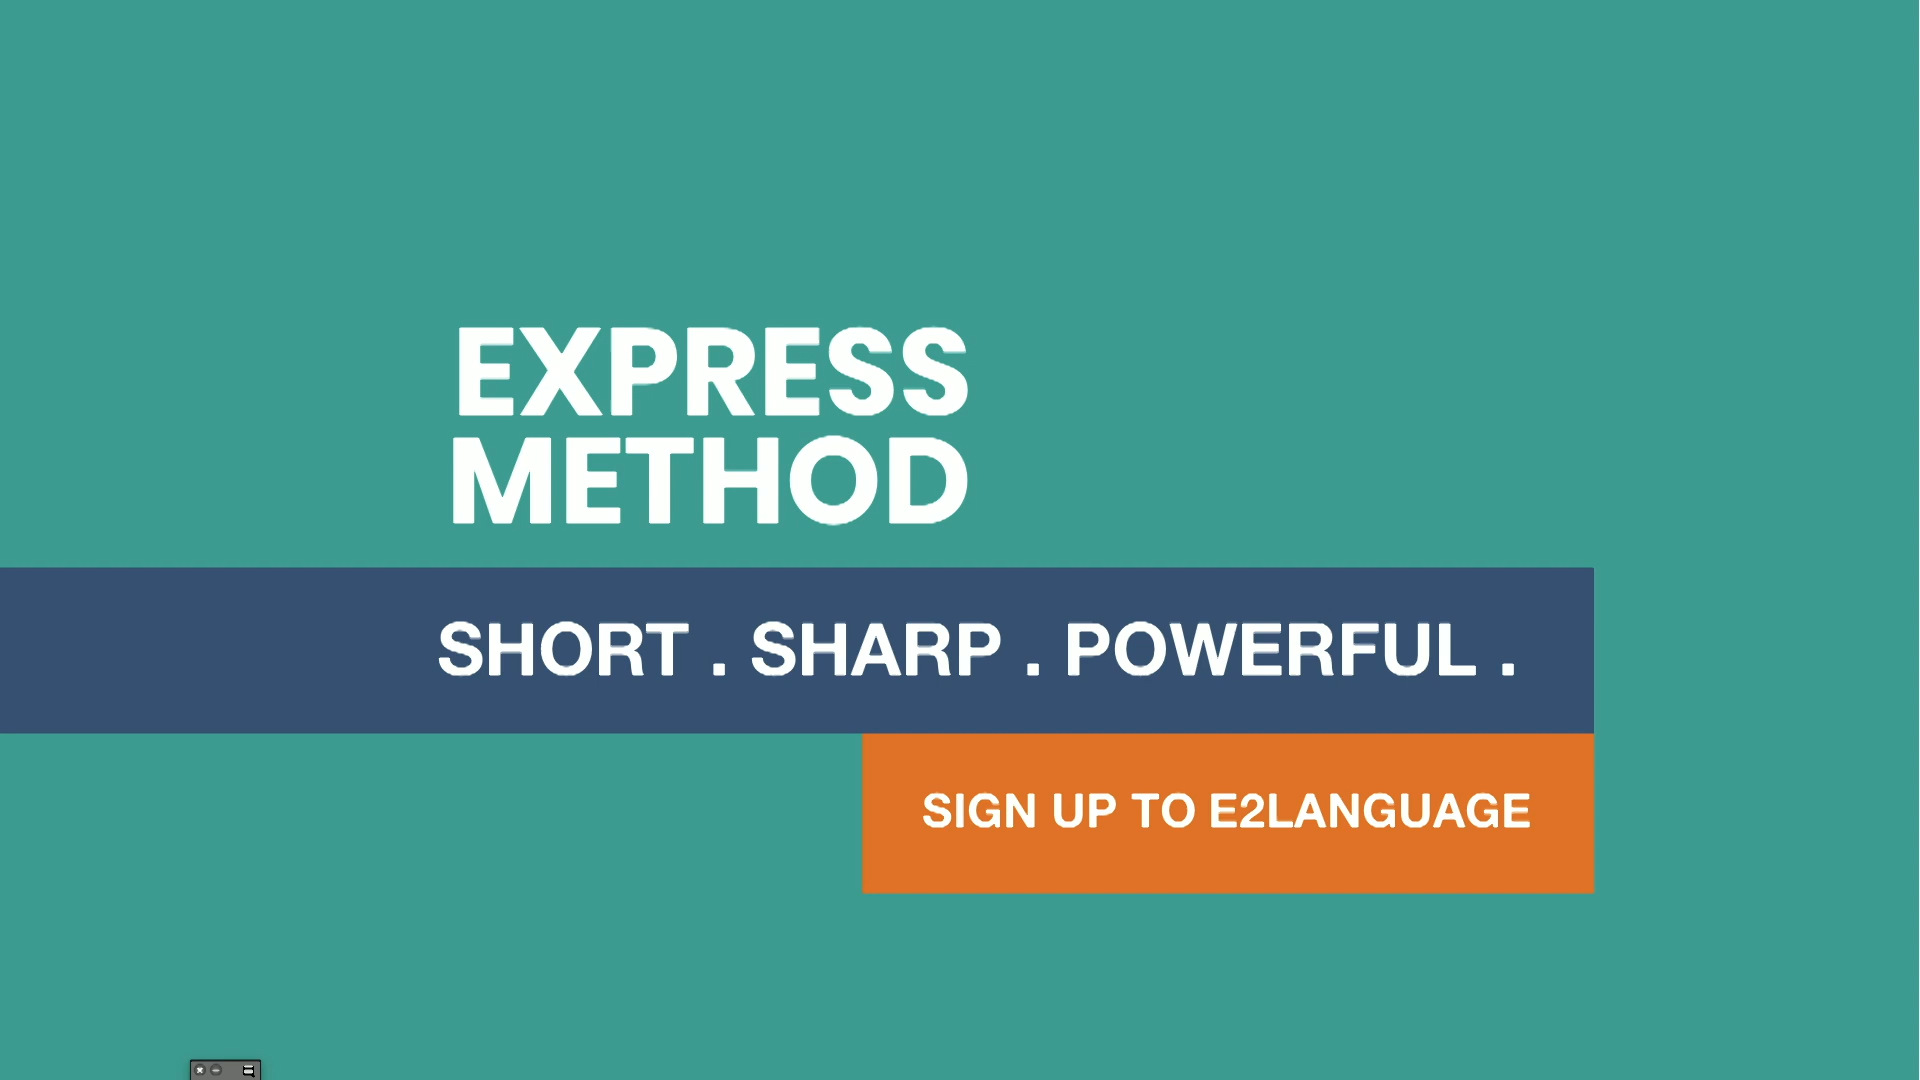 EXPRESS
METHOD
SHORT . SHARP . POWERFUL .
SIGN UP TO E2LANGUAGE